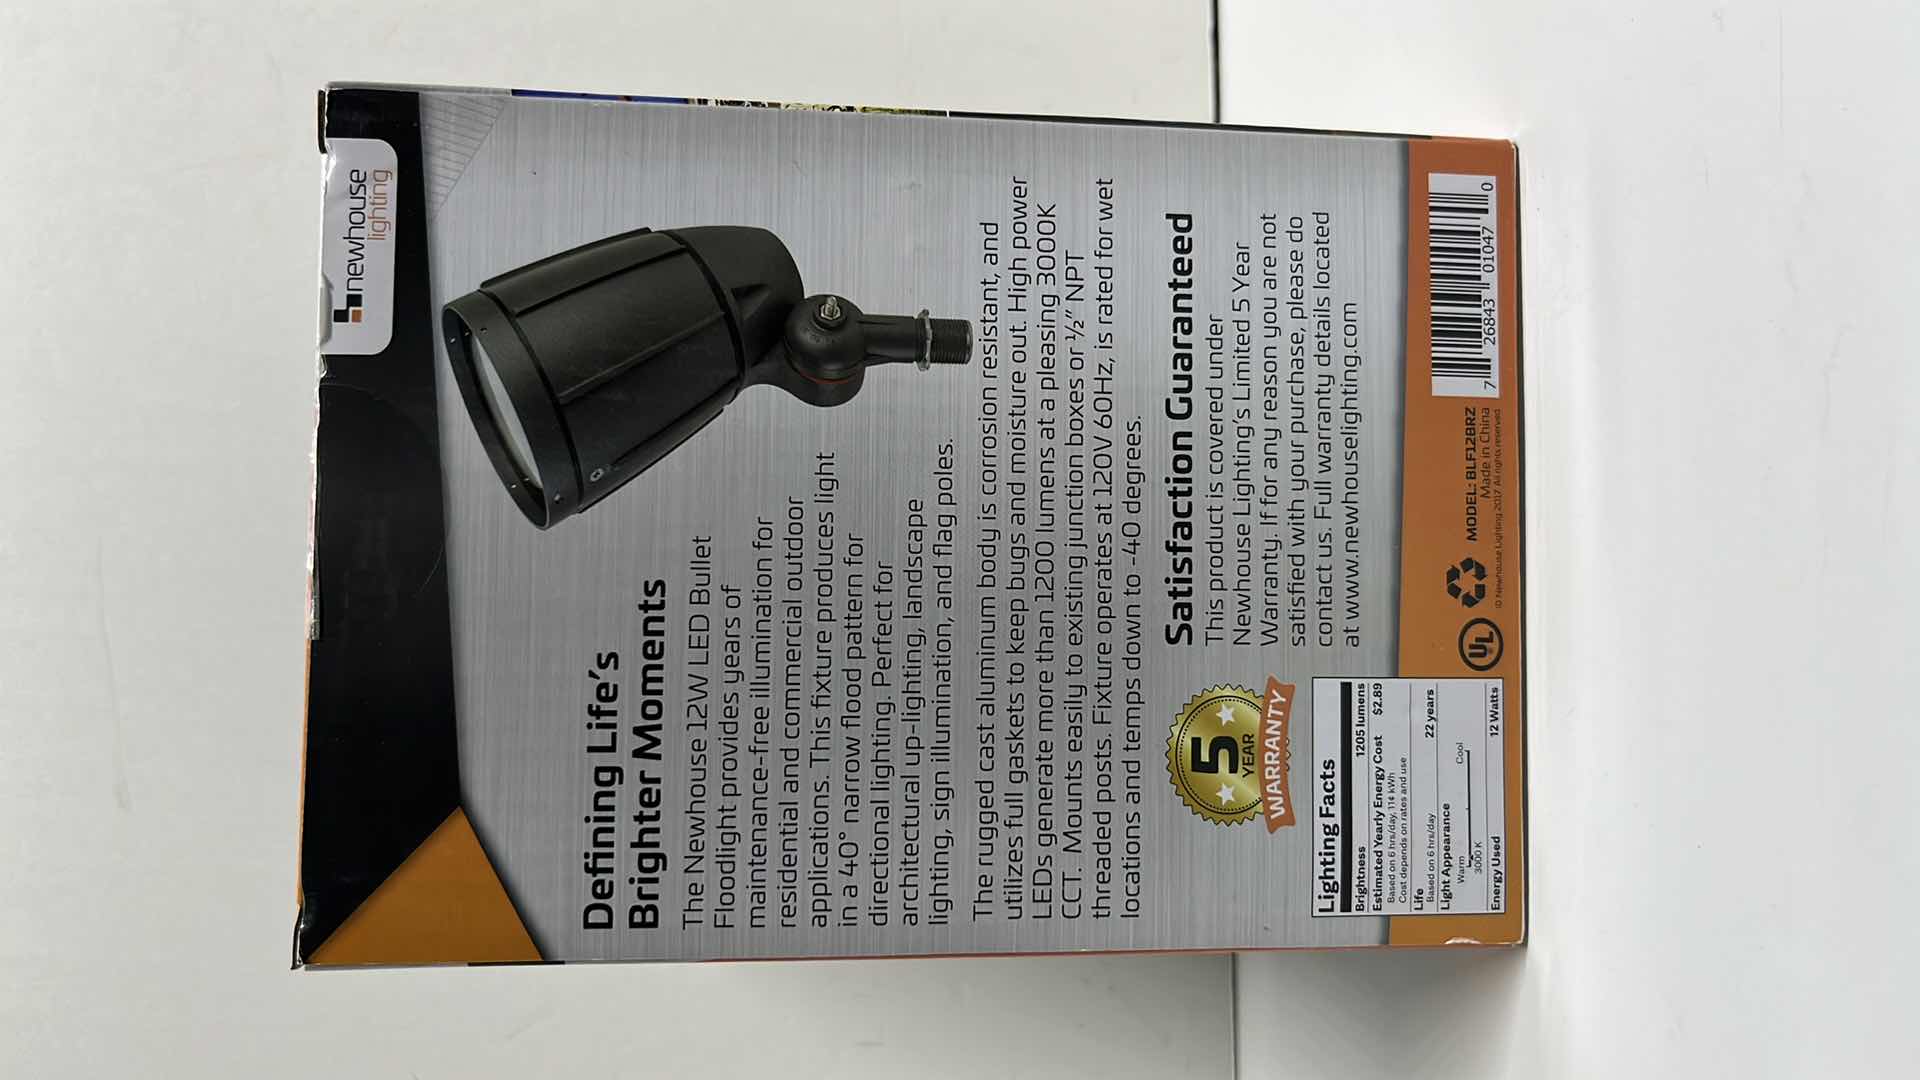 newhouse
lighting
Defining Life's
Brighter Moments
The Newhouse 12W LED Bullet
Floodlight provides years of
maintenance-free illumination for
residential and commercial outdoor
applications. This fixture produces light
in a 40° narrow flood pattern for
directional lighting. Perfect for
architectural up-lighting, landscape
lighting, sign illumination, and flag poles.
The rugged cast aluminum body is corrosion resistant, and
utilizes full gaskets to keep bugs and moisture out. High power
LEDs generate more than 1200 lumens at a pleasing 3000K
CCT. Mounts easily to existing junction boxes or ½" NPT
threaded posts. Fixture operates at 120V 60Hz, is rated for wet
locations and temps down to -40 degrees.
5
YEAR
WARRANTY
Satisfaction Guaranteed
This product is covered under
Newhouse Lighting's Limited 5 Year
Warranty. If for any reason you are not
satisfied with your purchase, please do
contact us. Full warranty details located
at www.newhouselighting.com
Lighting Facts
Brightness 1205 lumens
Estimated Yearly Energy Cost $2.89
Based on 6 hrs/day, 11¢ kWh
Cost depends on rates and use
Life 22 years
Based on 6 hrs/day
Light Appearance
Warm Cool
3000 K
Energy Used 12 Watts
UL
MODEL: BLF12BRZ
Made in China
ID Newhouse Lighting 2017 All rights reserved
7 26843 01047 0